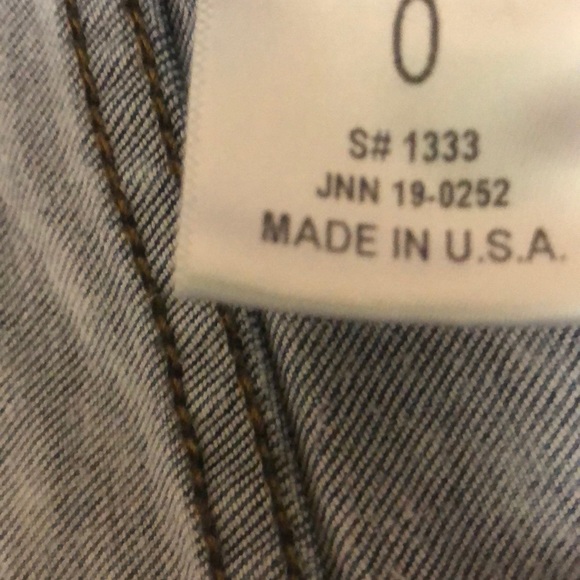 0
S# 1333
JNN 19-0252
MADE IN U.S.A.